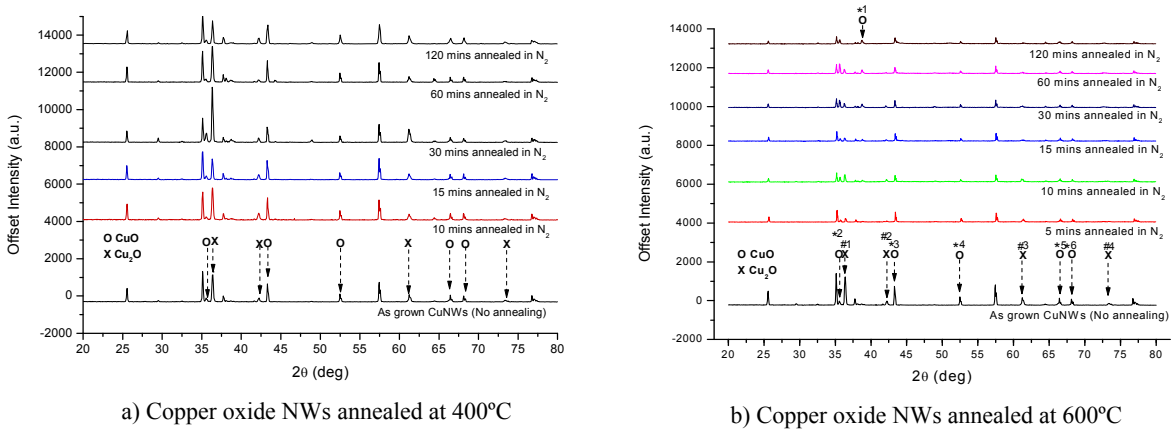 14000
12000
10000
8000
6000
4000
2000
0
-2000
Offset Intensity (a.u.)
120 mins annealed in N₂
60 mins annealed in N₂
30 mins annealed in N₂
15 mins annealed in N₂
10 mins annealed in N₂
O CuO
X Cu₂O
O X X O O X O O X
As grown CuNWs (No annealing)
20 25 30 35 40 45 50 55 60 65 70 75 80
2θ (deg)
a) Copper oxide NWs annealed at 400ºC
*1
O
14000
12000
10000
8000
6000
4000
2000
0
-2000
Offset Intensity (a.u.)
120 mins annealed in N₂
60 mins annealed in N₂
30 mins annealed in N₂
15 mins annealed in N₂
10 mins annealed in N₂
5 mins annealed in N₂
O CuO
X Cu₂O
*2 #1 #2 *3 *4 #3 *5 *6 #4
O X X O O X O O X
As grown CuNWs (No annealing)
20 25 30 35 40 45 50 55 60 65 70 75 80
2θ (deg)
b) Copper oxide NWs annealed at 600ºC